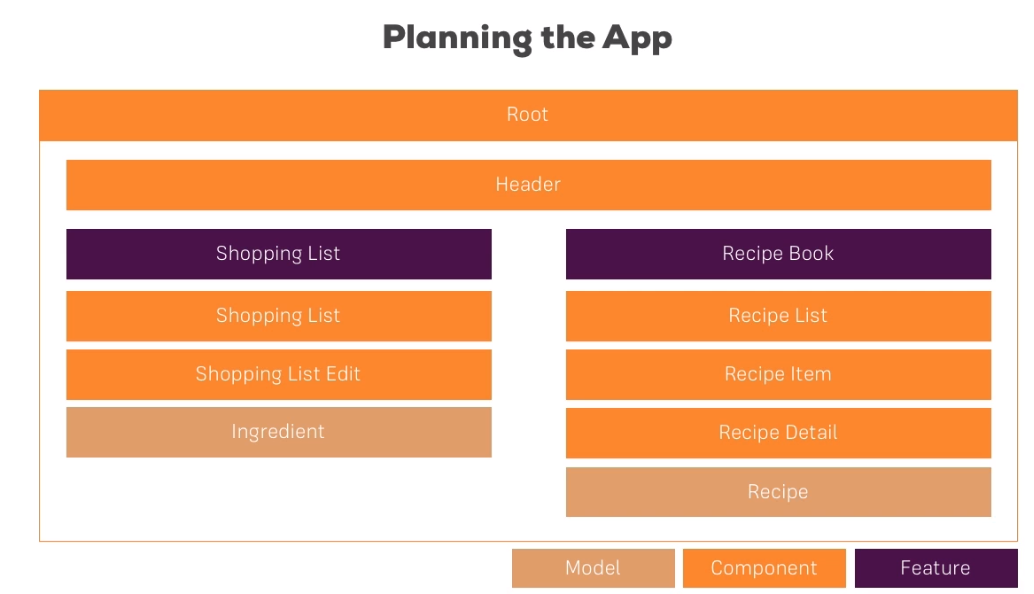 Planning the App
Root
Header
Shopping List
Recipe Book
Shopping List
Recipe List
Shopping List Edit
Recipe Item
Ingredient
Recipe Detail
Recipe
Model
Component
Feature